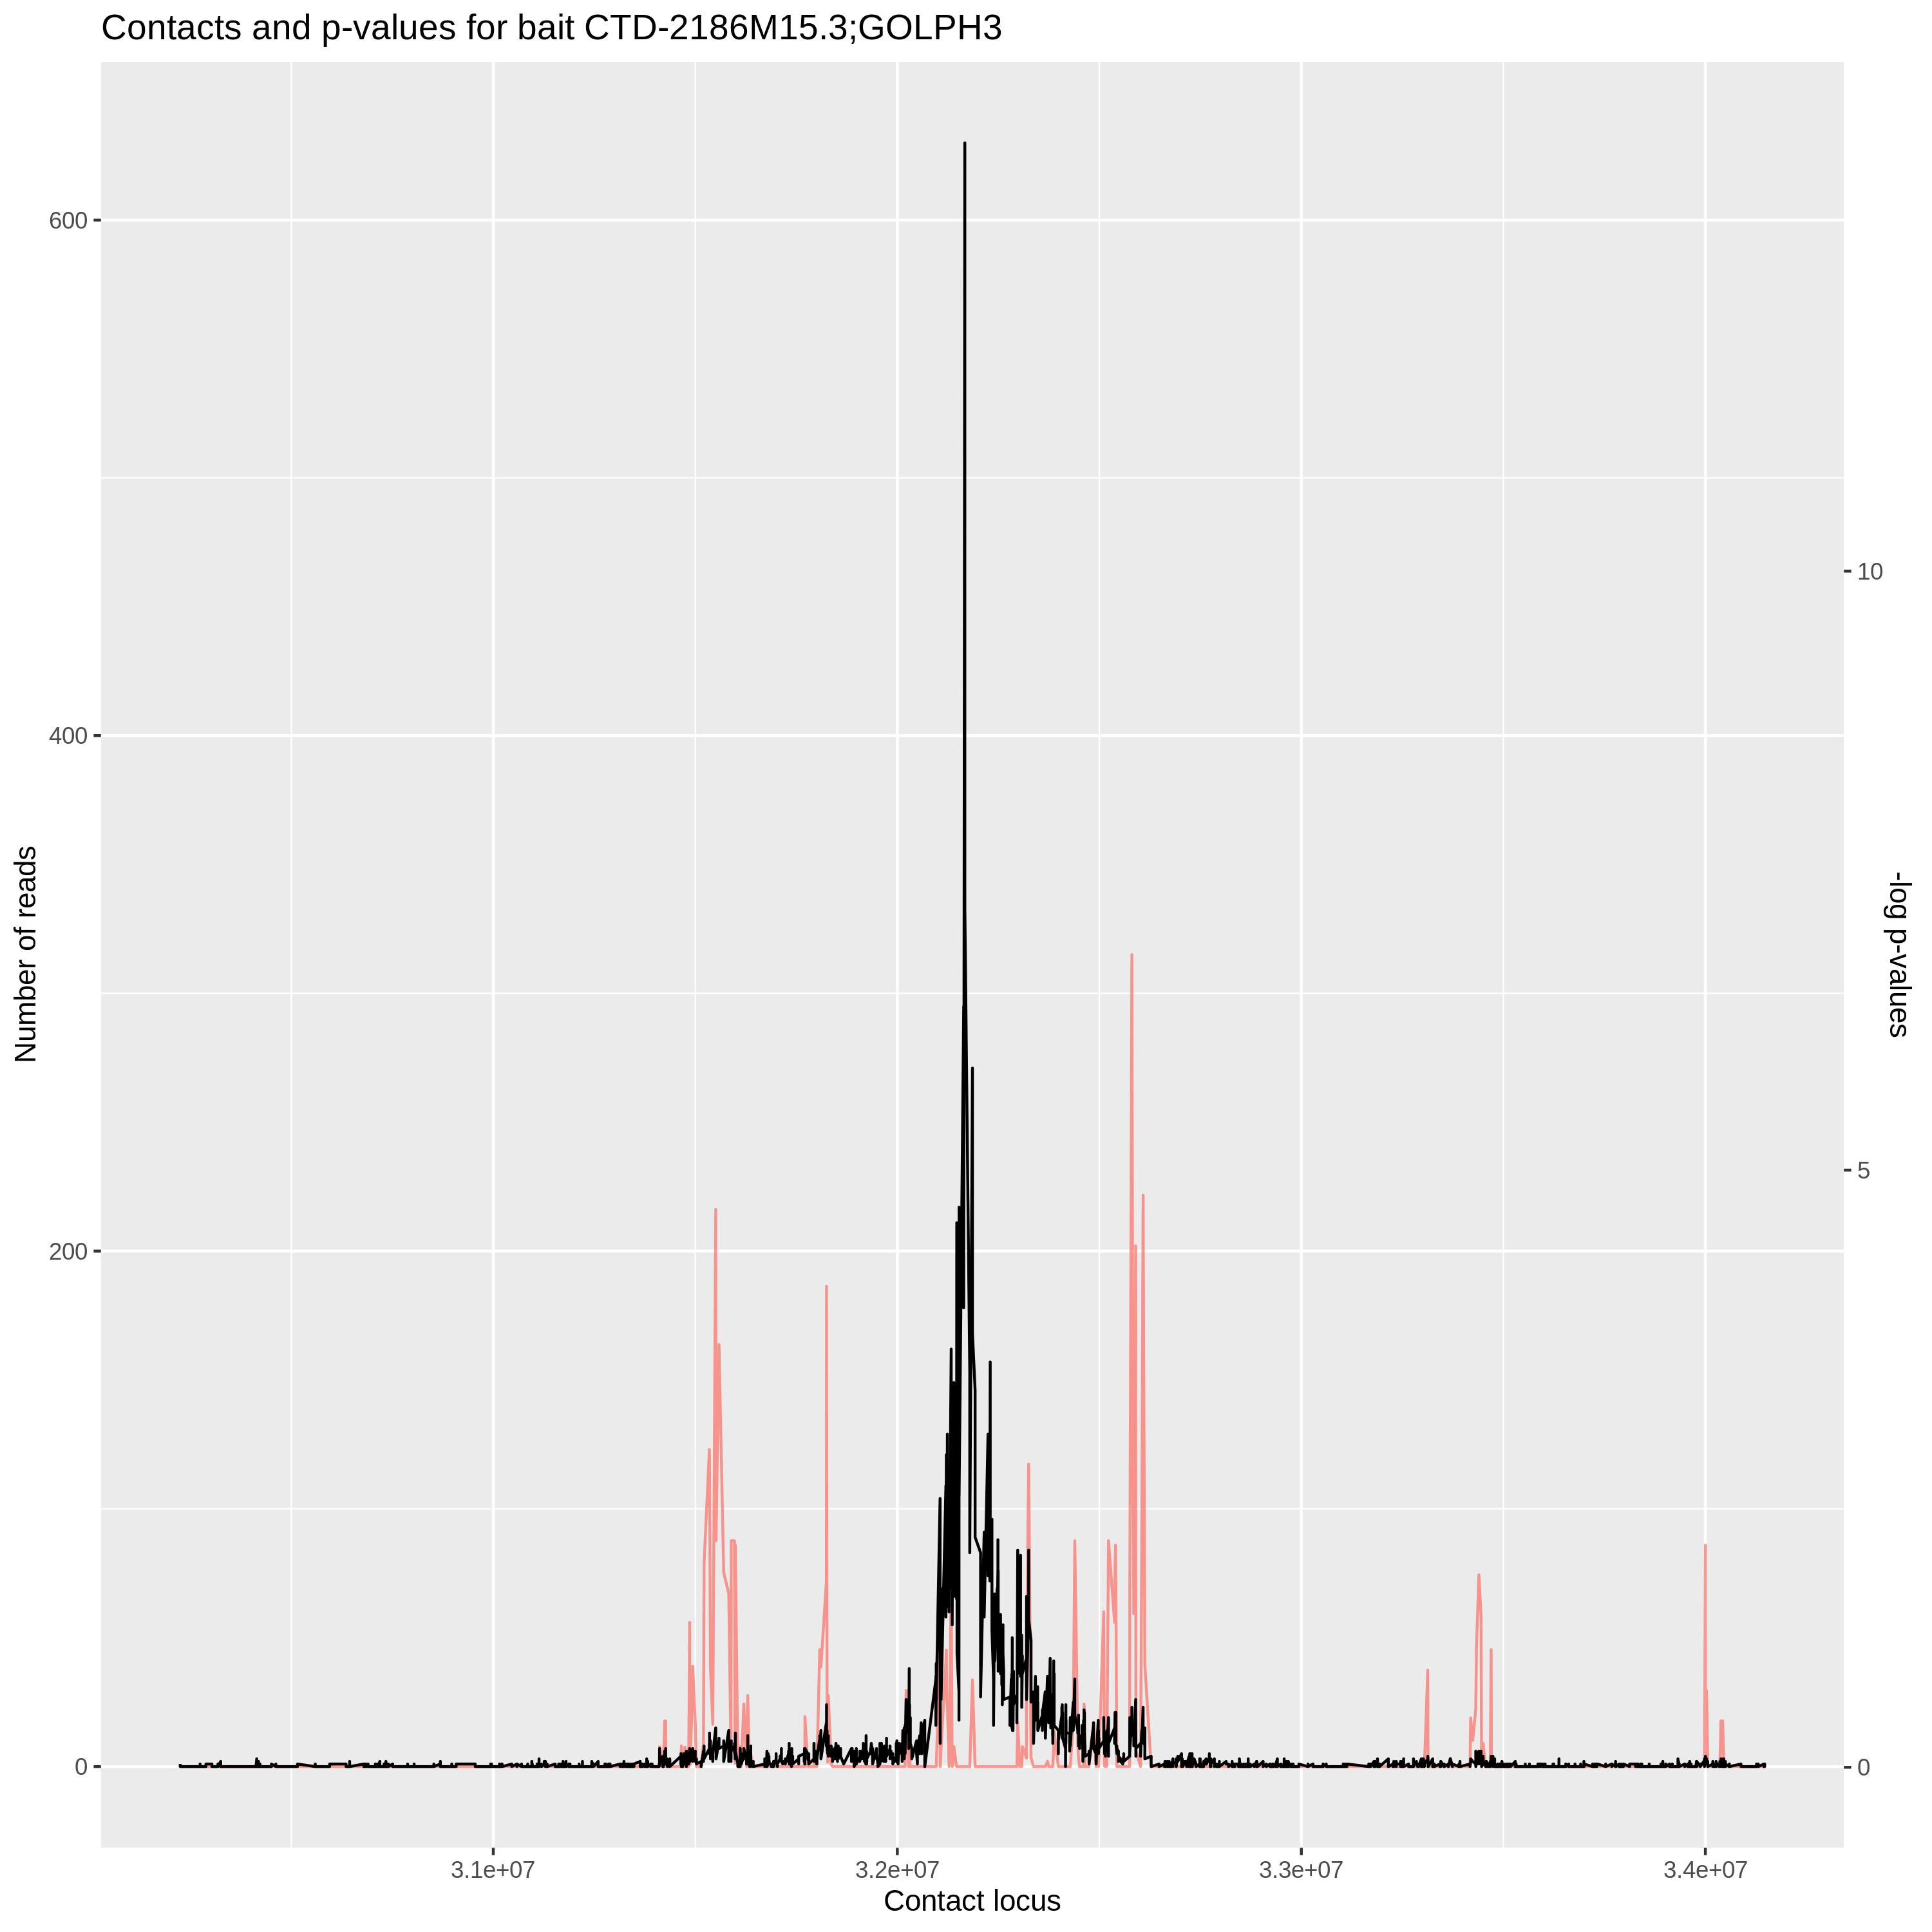 Contacts and p-values for bait CTD-2186M15.3;GOLPH3
600
400
200
0
Number of reads
10
5
0
-log p-values
3.1e+07
3.2e+07
3.3e+07
3.4e+07
Contact locus